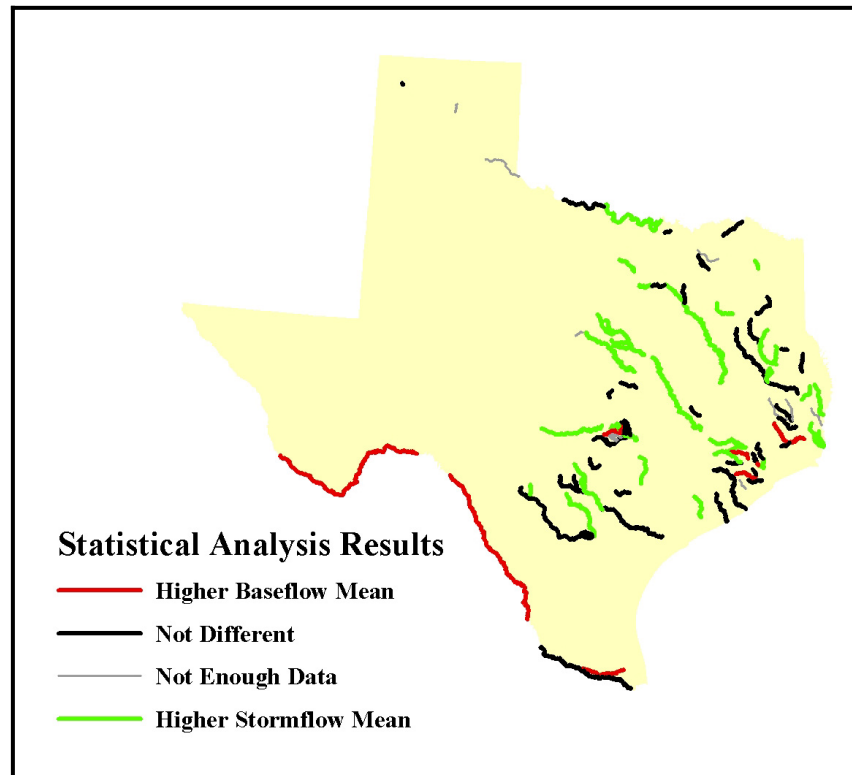 Statistical Analysis Results
Higher Baseflow Mean
Not Different
Not Enough Data
Higher Stormflow Mean